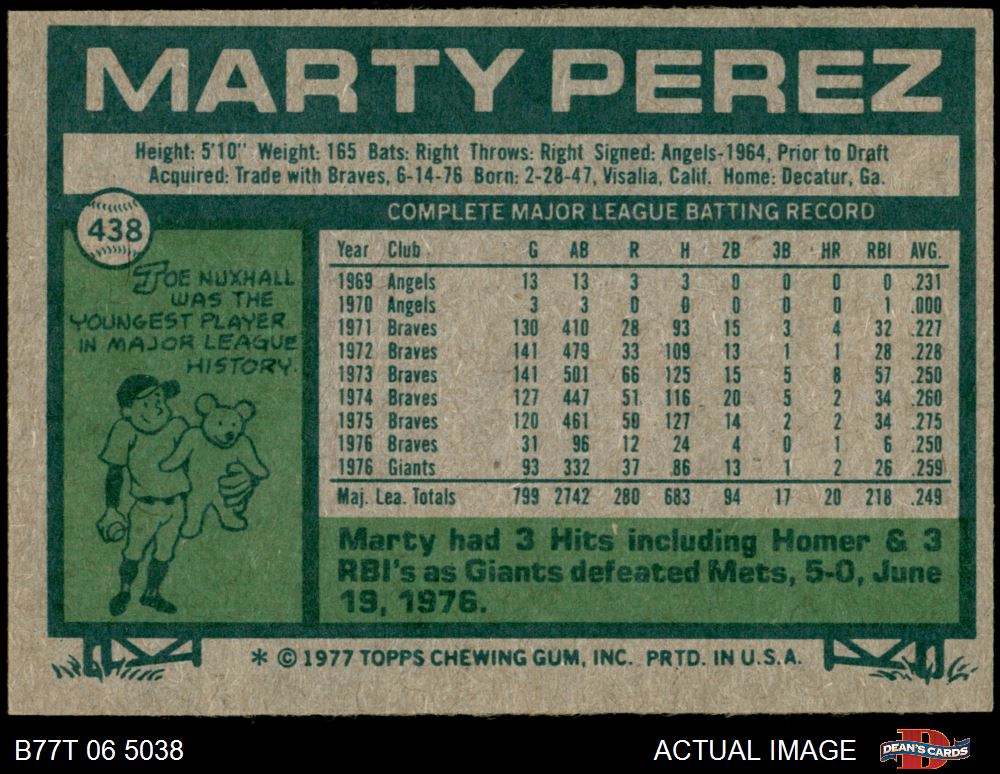 MARTY PEREZ
Height: 5'10" Weight: 165 Bats: Right Throws: Right Signed: Angels-1964, Prior to Draft
Acquired: Trade with Braves, 6-14-76 Born: 2-28-47, Visalia, Calif. Home: Decatur, Ga.
438
COMPLETE MAJOR LEAGUE BATTING RECORD
JOE NUXHALL
WAS THE
YOUNGEST PLAYER
IN MAJOR LEAGUE
HISTORY.
Year Club G AB R H 2B 3B HR RBI AVG.
1969 Angels 13 13 3 3 0 0 0 0 .231
1970 Angels 3 3 0 0 0 0 0 1 .000
1971 Braves 130 410 28 93 15 3 4 32 .227
1972 Braves 141 479 33 109 13 1 1 28 .228
1973 Braves 141 501 66 125 15 5 8 57 .250
1974 Braves 127 447 51 116 20 5 2 34 .260
1975 Braves 120 461 50 127 14 2 2 34 .275
1976 Braves 31 96 12 24 4 0 1 6 .250
1976 Giants 93 332 37 86 13 1 2 26 .259
Maj. Lea. Totals 799 2742 280 683 94 17 20 218 .249
Marty had 3 Hits including Homer & 3
RBI's as Giants defeated Mets, 5-0, June
19, 1976.
* © 1977 TOPPS CHEWING GUM, INC. PRTD. IN U.S.A.
B77T 06 5038
ACTUAL IMAGE
B
DEAN'S CARDS